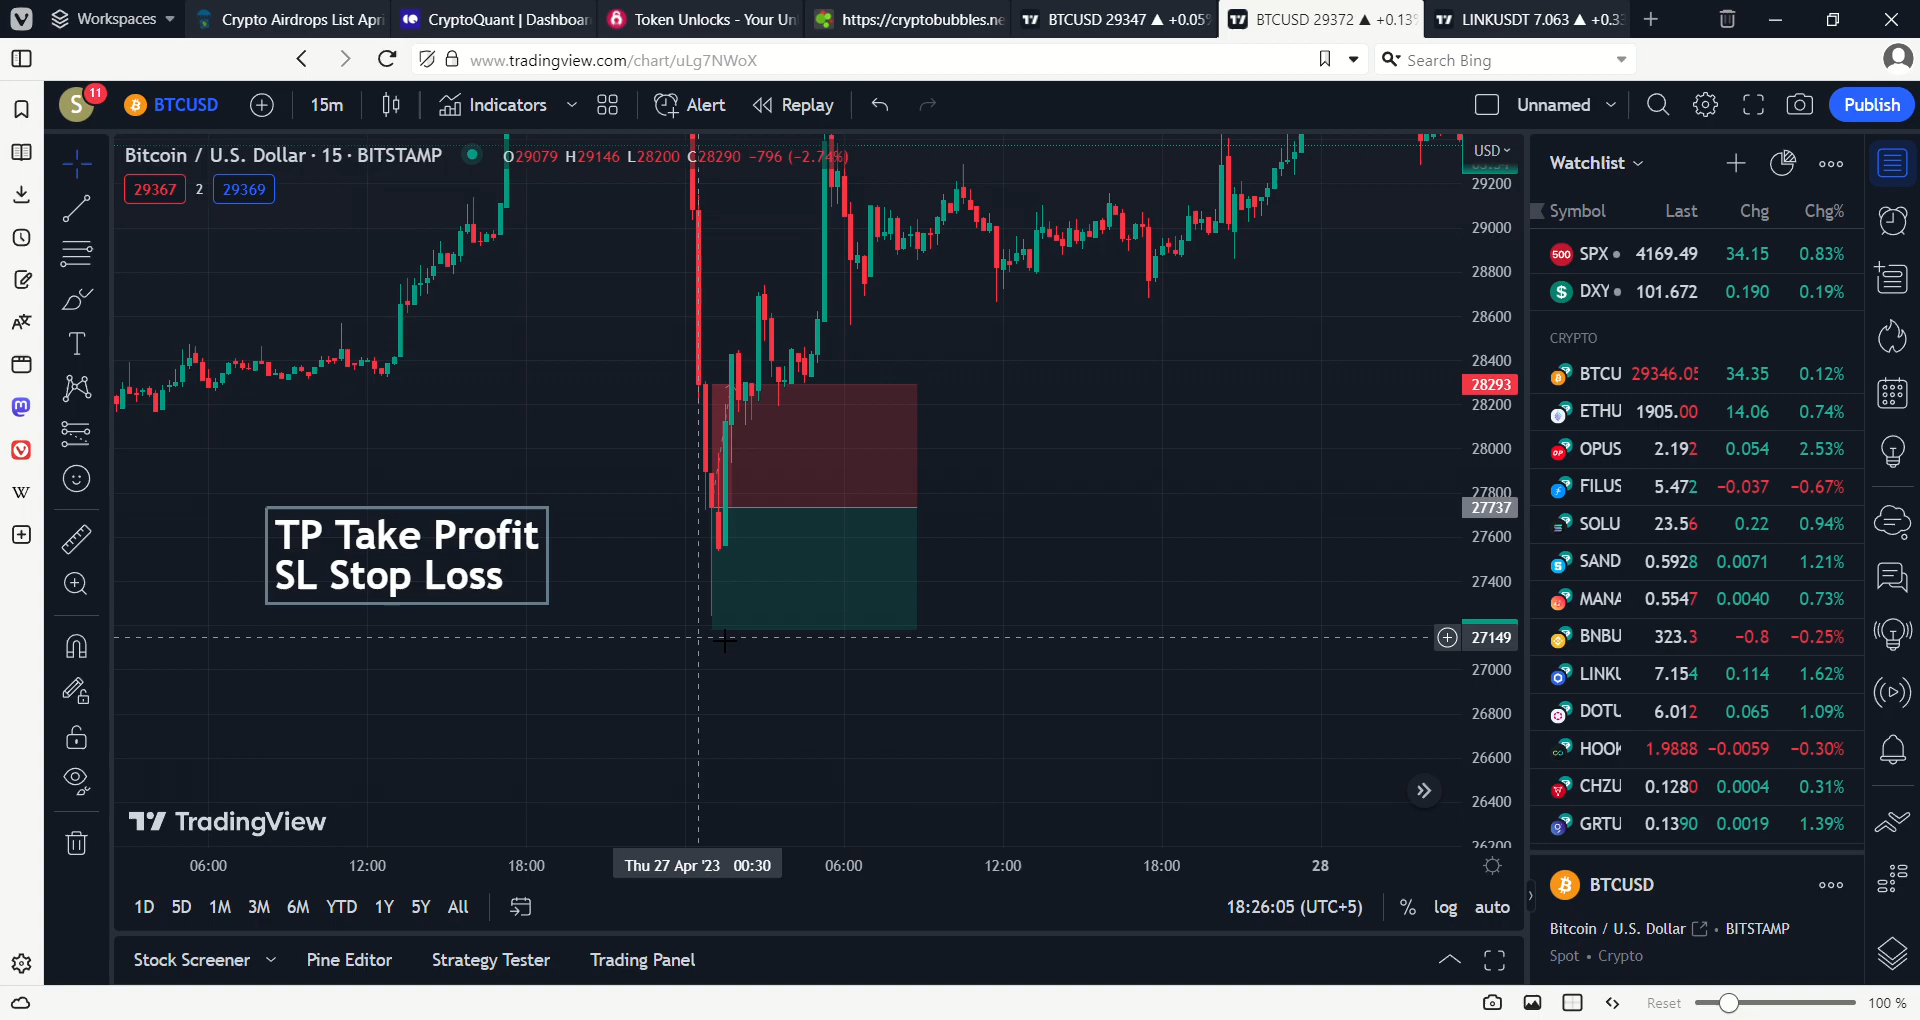 Workspaces
Crypto Airdrops List Apri
CryptoQuant | Dashboar
Token Unlocks - Your Un
https://cryptobubbles.ne
BTCUSD 29347 ▲ +0.05%
BTCUSD 29372 ▲ +0.13%
LINKUSDT 7.063 ▲ +0.3
www.tradingview.com/chart/uLg7NWoX
Search Bing
S
11
BTCUSD
15m
Indicators
Alert
Replay
Unnamed
Publish
Bitcoin / U.S. Dollar · 15 · BITSTAMP
O29079 H29146 L28200 C28290 −796 (−2.74%)
29367 2 29369
USD
29200
29000
28800
28600
28400
28293
28200
28000
27800
27737
27600
27400
27149
27000
26800
26600
26400
26200
TP Take Profit
SL Stop Loss
TradingView
06:00 12:00 18:00 Thu 27 Apr '23 00:30 06:00 12:00 18:00 28
1D 5D 1M 3M 6M YTD 1Y 5Y All
18:26:05 (UTC+5) % log auto
Stock Screener Pine Editor Strategy Tester Trading Panel
Watchlist
Symbol Last Chg Chg%
500 SPX 4169.49 34.15 0.83%
$ DXY 101.672 0.190 0.19%
CRYPTO
BTCU 29346.05 34.35 0.12%
ETHU 1905.00 14.06 0.74%
OPUS 2.192 0.054 2.53%
FILUS 5.472 −0.037 −0.67%
SOLU 23.56 0.22 0.94%
SAND 0.5928 0.0071 1.21%
MANA 0.5547 0.0040 0.73%
BNBU 323.3 −0.8 −0.25%
LINKU 7.154 0.114 1.62%
DOTU 6.012 0.065 1.09%
HOOK 1.9888 −0.0059 −0.30%
CHZU 0.1280 0.0004 0.31%
GRTU 0.1390 0.0019 1.39%
BTCUSD
Bitcoin / U.S. Dollar • BITSTAMP
Spot • Crypto
Reset 100 %